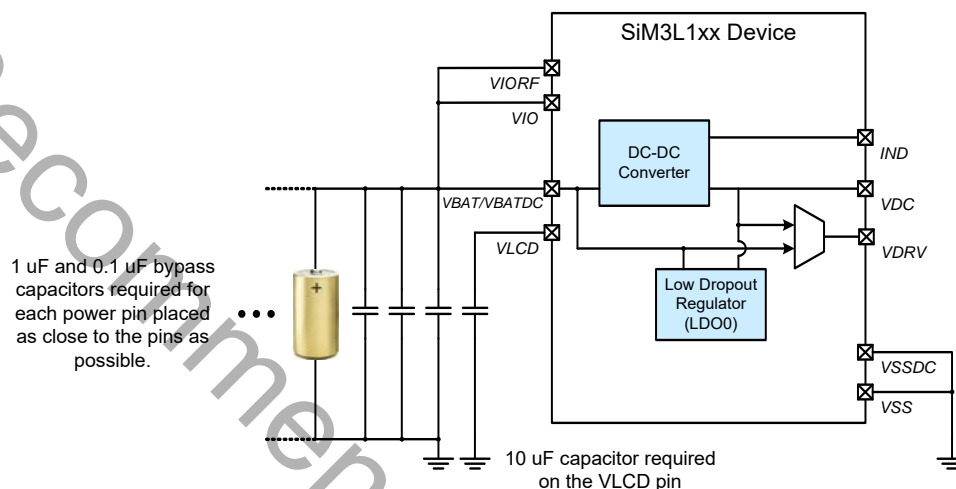 SiM3L1xx Device
VIORF
VIO
DC-DC
Converter
IND
VBAT/VBATDC
VDC
VLCD
VDRV
1 uF and 0.1 uF bypass
capacitors required for
each power pin placed
as close to the pins as
possible.
+
Low Dropout
Regulator
(LDO0)
VSSDC
VSS
10 uF capacitor required
on the VLCD pin
ecommen